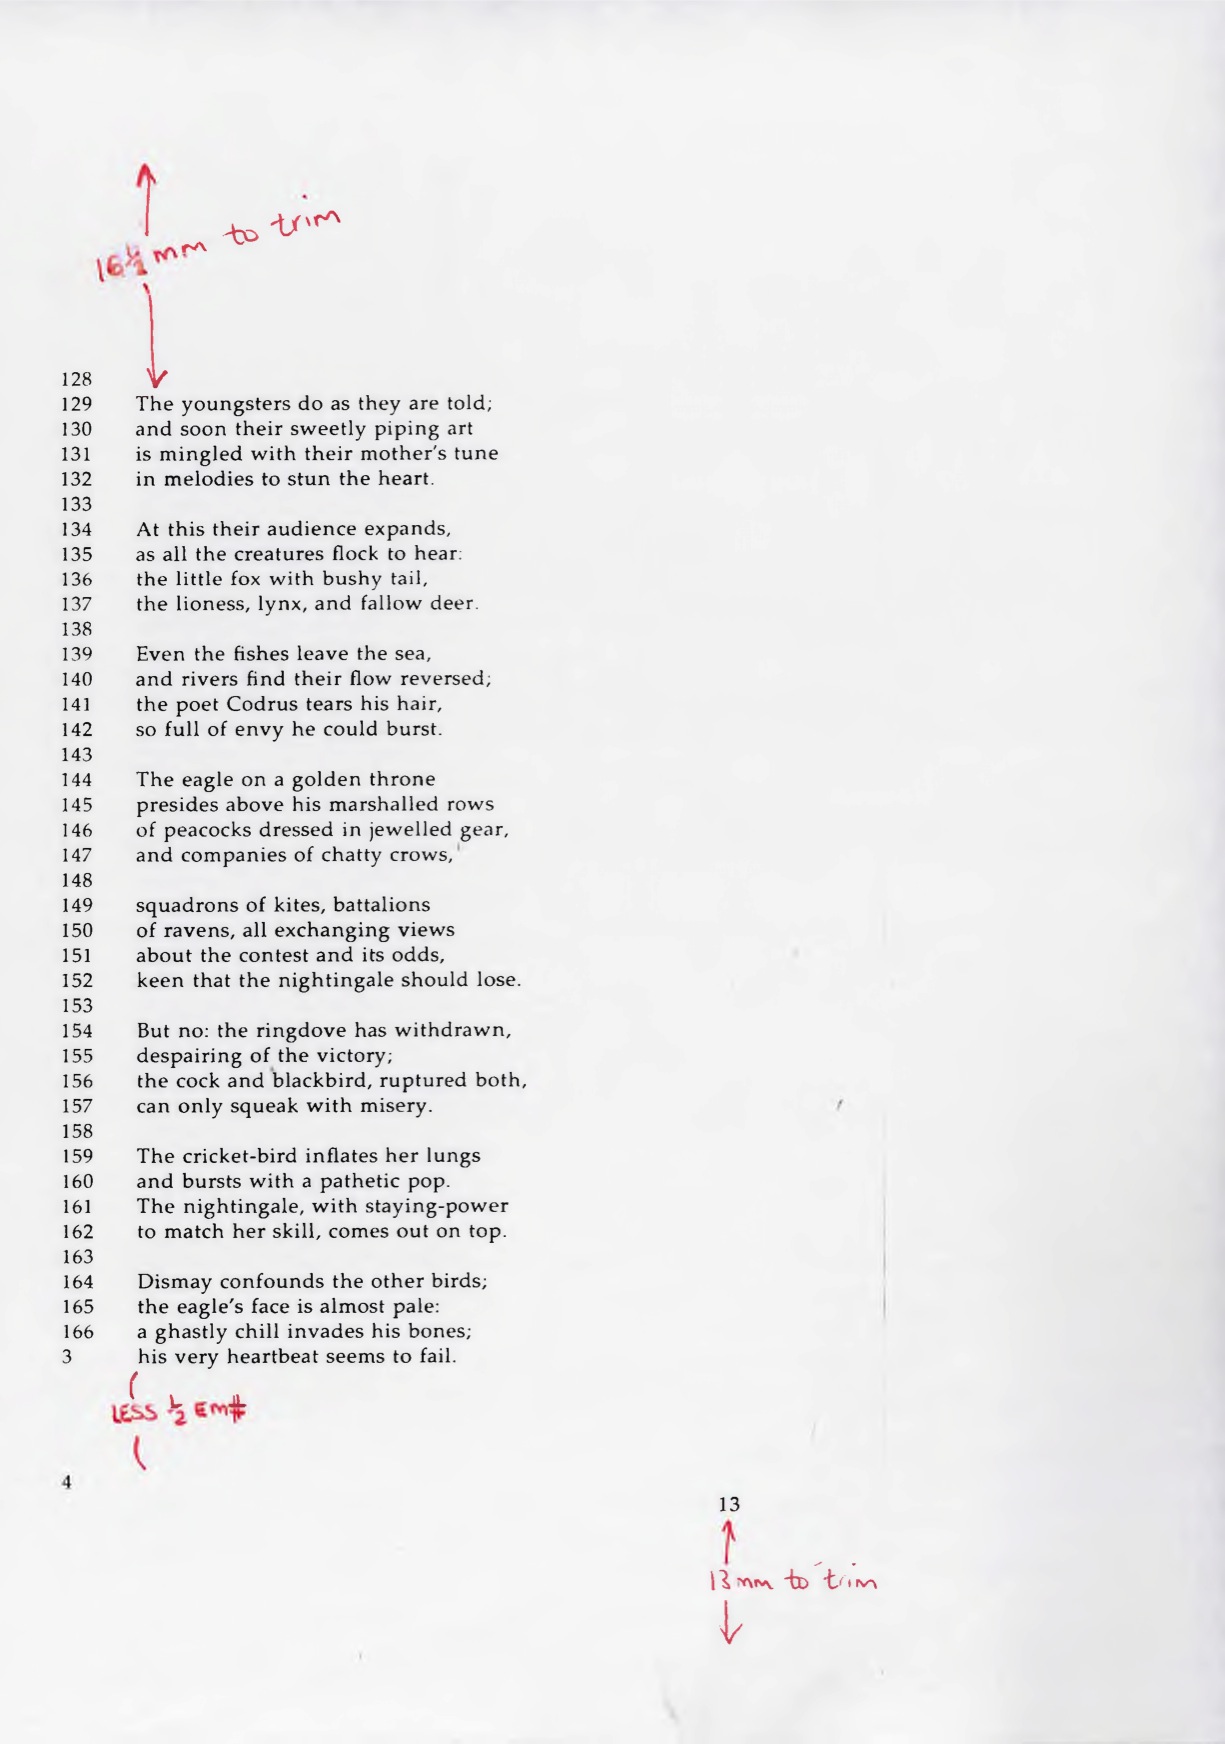 16½ mm to trim
128
129 The youngsters do as they are told;
130 and soon their sweetly piping art
131 is mingled with their mother's tune
132 in melodies to stun the heart.
133
134 At this their audience expands,
135 as all the creatures flock to hear:
136 the little fox with bushy tail,
137 the lioness, lynx, and fallow deer.
138
139 Even the fishes leave the sea,
140 and rivers find their flow reversed;
141 the poet Codrus tears his hair,
142 so full of envy he could burst.
143
144 The eagle on a golden throne
145 presides above his marshalled rows
146 of peacocks dressed in jewelled gear,
147 and companies of chatty crows,
148
149 squadrons of kites, battalions
150 of ravens, all exchanging views
151 about the contest and its odds,
152 keen that the nightingale should lose.
153
154 But no: the ringdove has withdrawn,
155 despairing of the victory;
156 the cock and blackbird, ruptured both,
157 can only squeak with misery.
158
159 The cricket-bird inflates her lungs
160 and bursts with a pathetic pop.
161 The nightingale, with staying-power
162 to match her skill, comes out on top.
163
164 Dismay confounds the other birds;
165 the eagle's face is almost pale:
166 a ghastly chill invades his bones;
3 his very heartbeat seems to fail.
LESS ½ EM#
4
13
13 mm to trim